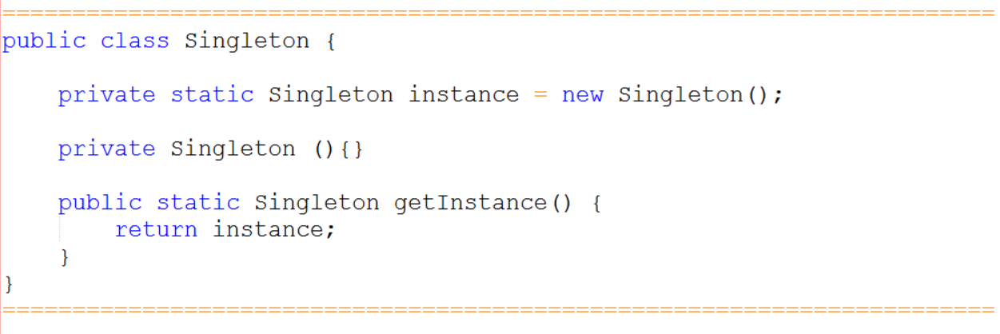 =======================================================================
public class Singleton {
    private static Singleton instance = new Singleton();
    private Singleton (){}
    public static Singleton getInstance() {
        return instance;
    }
}
=======================================================================